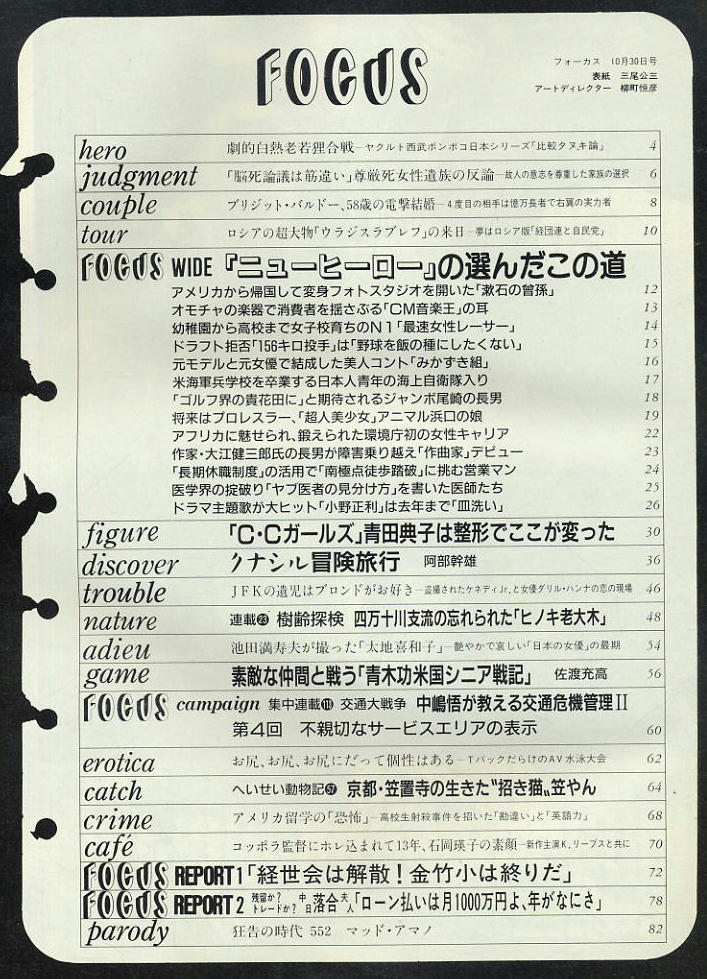 FOCUS
フォーカス 10月30日号
表紙 三尾公三
アートディレクター 柳町恒彦
hero 劇的白熱老若狸合戦―ヤクルト西武ポンポコ日本シリーズ「比較タヌキ論」 4
judgment 「脳死論議は筋違い」尊厳死女性遺族の反論―故人の意志を尊重した家族の選択 6
couple ブリジット・バルドー、58歳の電撃結婚―4度目の相手は億万長者で右翼の実力者 8
tour ロシアの超大物「ウラジスラブレフ」の来日―夢はロシア版「経団連と自民党」 10
FOCUS WIDE 『ニューヒーロー』の選んだこの道
アメリカから帰国して変身フォトスタジオを開いた「漱石の曽孫」 12
オモチャの楽器で消費者を揺さぶる「CM音楽王」の耳 13
幼稚園から高校まで女子校育ちのN1「最速女性レーサー」 14
ドラフト拒否「156キロ投手」は「野球を飯の種にしたくない」 15
元モデルと元女優で結成した美人コント「みかずき組」 16
米海軍兵学校を卒業する日本人青年の海上自衛隊入り 17
「ゴルフ界の貴花田に」と期待されるジャンボ尾崎の長男 18
将来はプロレスラー、「超人美少女」アニマル浜口の娘 19
アフリカに魅せられ、鍛えられた環境庁初の女性キャリア 22
作家・大江健三郎氏の長男が障害乗り越え「作曲家」デビュー 23
「長期休職制度」の活用で「南極点徒歩踏破」に挑む営業マン 24
医学界の掟破り「ヤブ医者の見分け方」を書いた医師たち 25
ドラマ主題歌が大ヒット「小野正利」は去年まで「皿洗い」 26
figure 「C・Cガールズ」青田典子は整形でここが変った 30
discover クナシル冒険旅行 阿部幹雄 36
trouble JFKの遺児はブロンドがお好き―盗撮されたケネディJr.と女優ダリル・ハンナの恋の現場 46
nature 連載㉓ 樹齢探検 四万十川支流の忘れられた「ヒノキ老大木」 48
adieu 池田満寿夫が撮った「太地喜和子」―艶やかで哀しい「日本の女優」の最期 54
game 素敵な仲間と戦う「青木功米国シニア戦記」 佐渡充高 56
FOCUS campaign 集中連載⑩ 交通大戦争 中嶋悟が教える交通危機管理II
第4回 不親切なサービスエリアの表示 60
erotica お尻、お尻、お尻にだって個性はある―TバックだらけのAV水泳大会 62
catch へいせい動物記57 京都・笠置寺の生きた〝招き猫〟笠やん 64
crime アメリカ留学の「恐怖」―高校生射殺事件を招いた「勘違い」と「英語力」 68
café コッポラ監督にホレ込まれて13年、石岡瑛子の素顔―新作主演K.リーブスと共に 70
FOCUS REPORT1 「経世会は解散！金竹小は終りだ」 72
FOCUS REPORT2 残留か？トレードか？ 中日落合夫人「ローン払いは月1000万円よ、年がなにさ」 78
parody 狂告の時代 552 マッド・アマノ 82